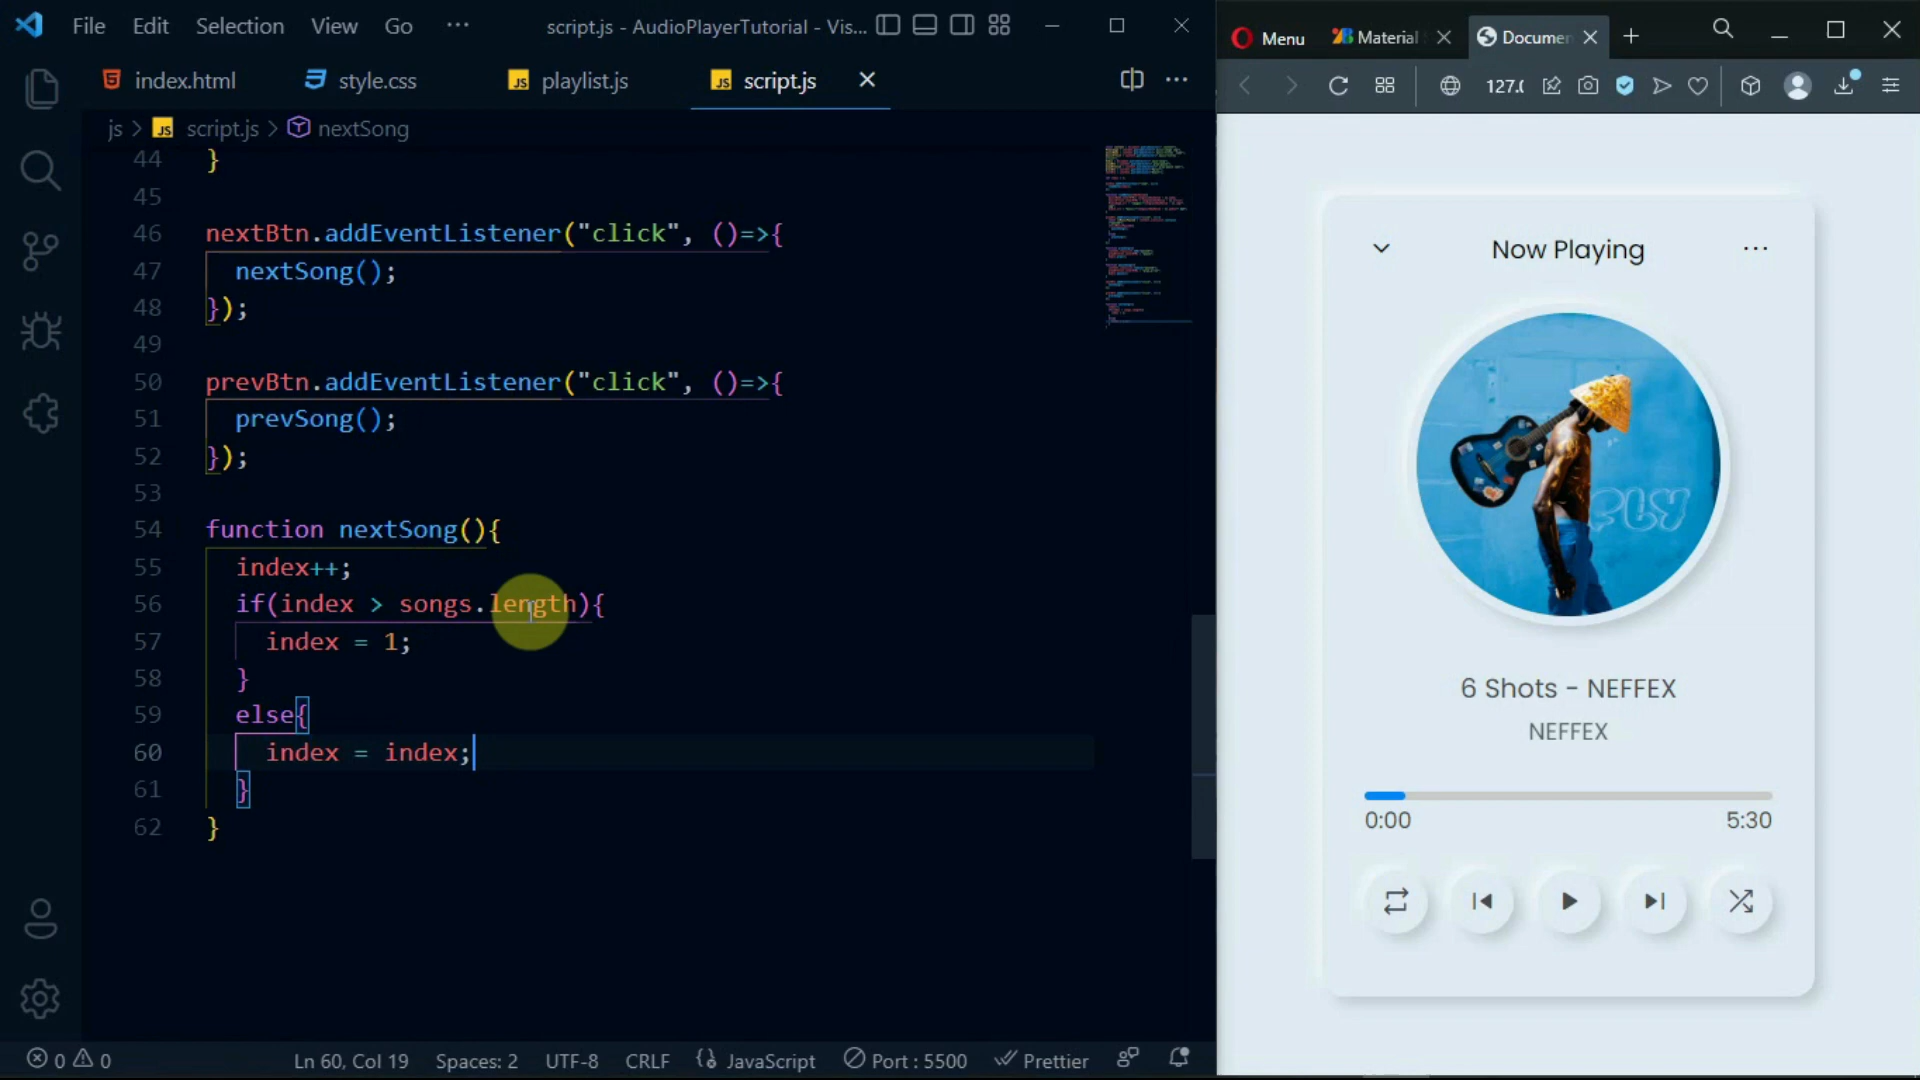 File Edit Selection View Go ··· script.js - AudioPlayerTutorial - Vis...
index.html style.css playlist.js script.js
js > script.js > nextSong
44 }
45
46 nextBtn.addEventListener("click", ()=>{
47 nextSong();
48 });
49
50 prevBtn.addEventListener("click", ()=>{
51 prevSong();
52 });
53
54 function nextSong(){
55 index++;
56 if(index > songs.length){
57 index = 1;
58 }
59 else{
60 index = index;
61 }
62 }
0 0 Ln 60, Col 19 Spaces: 2 UTF-8 CRLF JavaScript Port : 5500 Prettier
Menu Material Documen
127.(
Now Playing
6 Shots - NEFFEX
NEFFEX
0:00 5:30